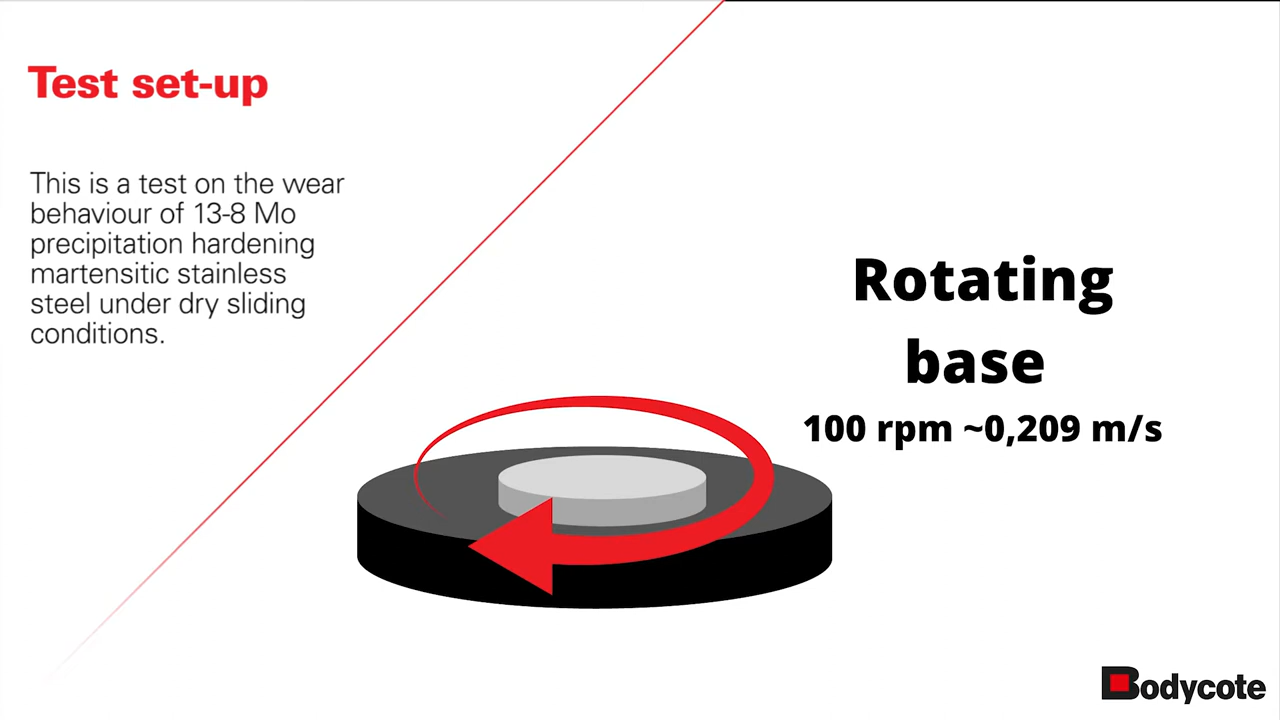 Test set-up
This is a test on the wear
behaviour of 13-8 Mo
precipitation hardening
martensitic stainless
steel under dry sliding
conditions.
Rotating
base
100 rpm ~0,209 m/s
Bodycote